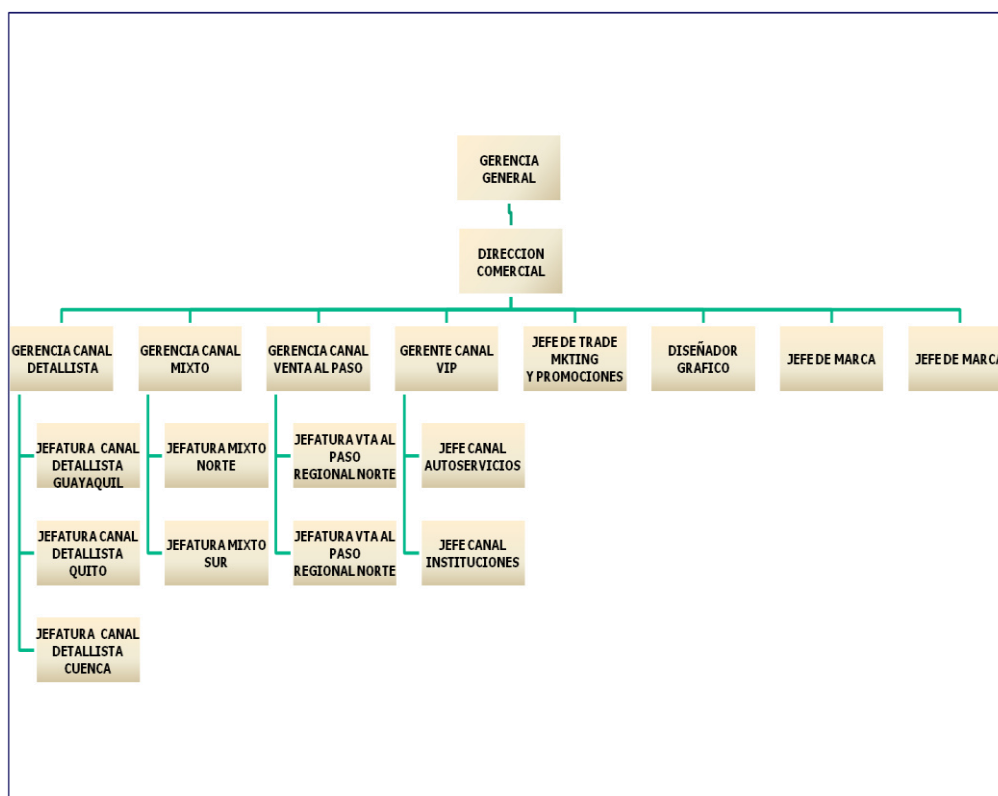 GERENCIA
GENERAL
DIRECCION
COMERCIAL
GERENCIA CANAL
DETALLISTA
GERENCIA CANAL
MIXTO
GERENCIA CANAL
VENTA AL PASO
GERENTE CANAL
VIP
JEFE DE TRADE
MKTING
Y PROMOCIONES
DISEÑADOR
GRAFICO
JEFE DE MARCA
JEFE DE MARCA
JEFATURA CANAL
DETALLISTA
GUAYAQUIL
JEFATURA MIXTO
NORTE
JEFATURA VTA AL
PASO
REGIONAL NORTE
JEFE CANAL
AUTOSERVICIOS
JEFATURA CANAL
DETALLISTA
QUITO
JEFATURA MIXTO
SUR
JEFATURA VTA AL
PASO
REGIONAL NORTE
JEFE CANAL
INSTITUCIONES
JEFATURA CANAL
DETALLISTA
CUENCA